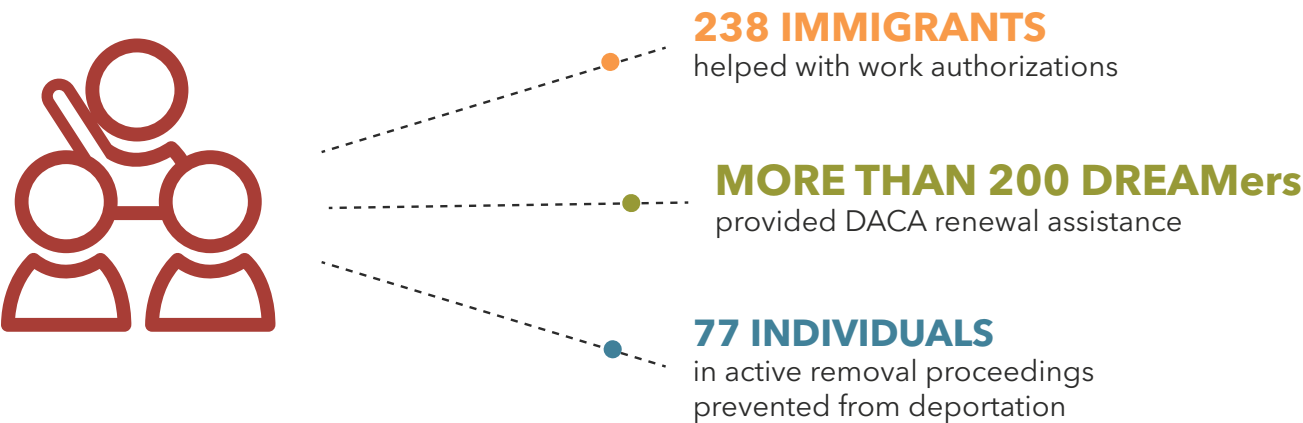 238 IMMIGRANTS
helped with work authorizations
MORE THAN 200 DREAMers
provided DACA renewal assistance
77 INDIVIDUALS
in active removal proceedings
prevented from deportation